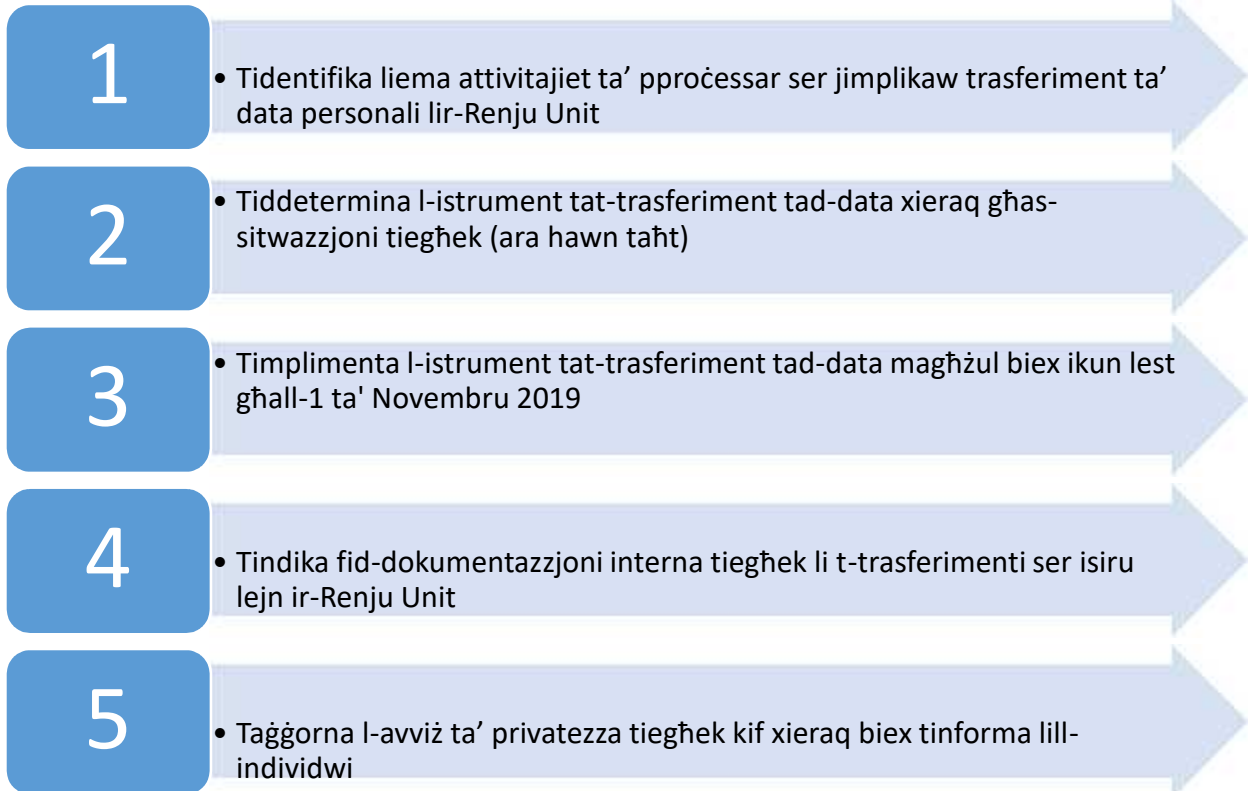 1
• Tidentifika liema attivitajiet ta’ pproċessar ser jimplikaw trasferiment ta’
data personali lir-Renju Unit
2
• Tiddetermina l-istrument tat-trasferiment tad-data xieraq għas-
sitwazzjoni tiegħek (ara hawn taħt)
3
• Timplimenta l-istrument tat-trasferiment tad-data magħżul biex ikun lest
għall-1 ta' Novembru 2019
4
• Tindika fid-dokumentazzjoni interna tiegħek li t-trasferimenti ser isiru
lejn ir-Renju Unit
5
• Taġġorna l-avviż ta’ privatezza tiegħek kif xieraq biex tinforma lill-
individwi